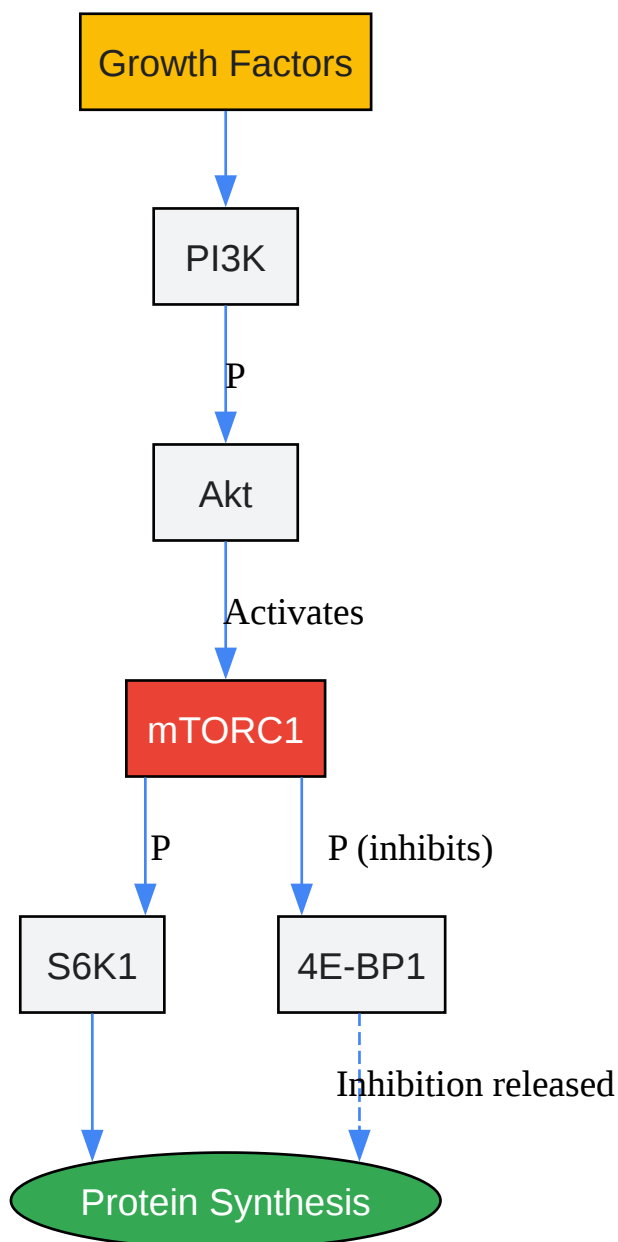 Growth Factors
PI3K
P
Akt
Activates
mTORC1
P
P (inhibits)
S6K1
4E-BP1
Inhibition released
Protein Synthesis